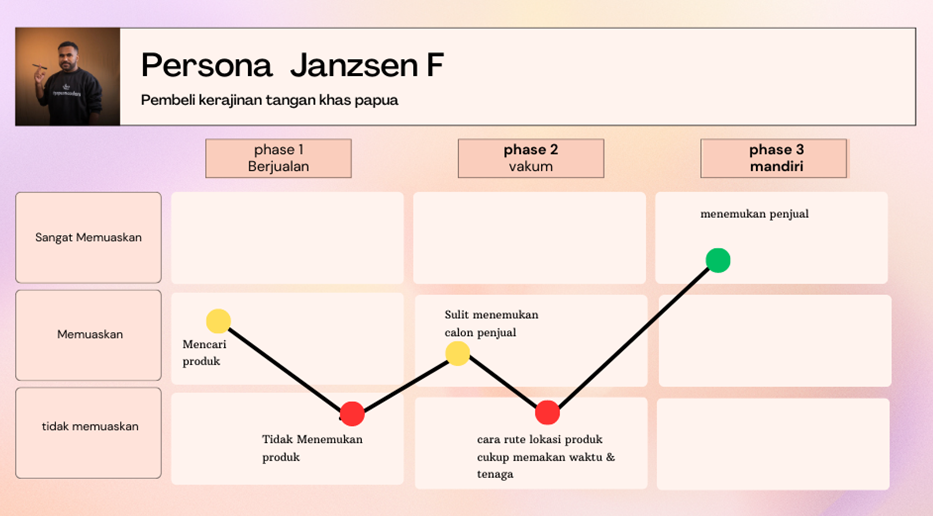 Persona Janzsen F
Pembeli kerajinan tangan khas papua
phase 1
Berjualan
phase 2
vakum
phase 3
mandiri
Sangat Memuaskan
menemukan penjual
Memuaskan
Mencari
produk
Sulit menemukan
calon penjual
tidak memuaskan
Tidak Menemukan
produk
cara rute lokasi produk
cukup memakan waktu &
tenaga